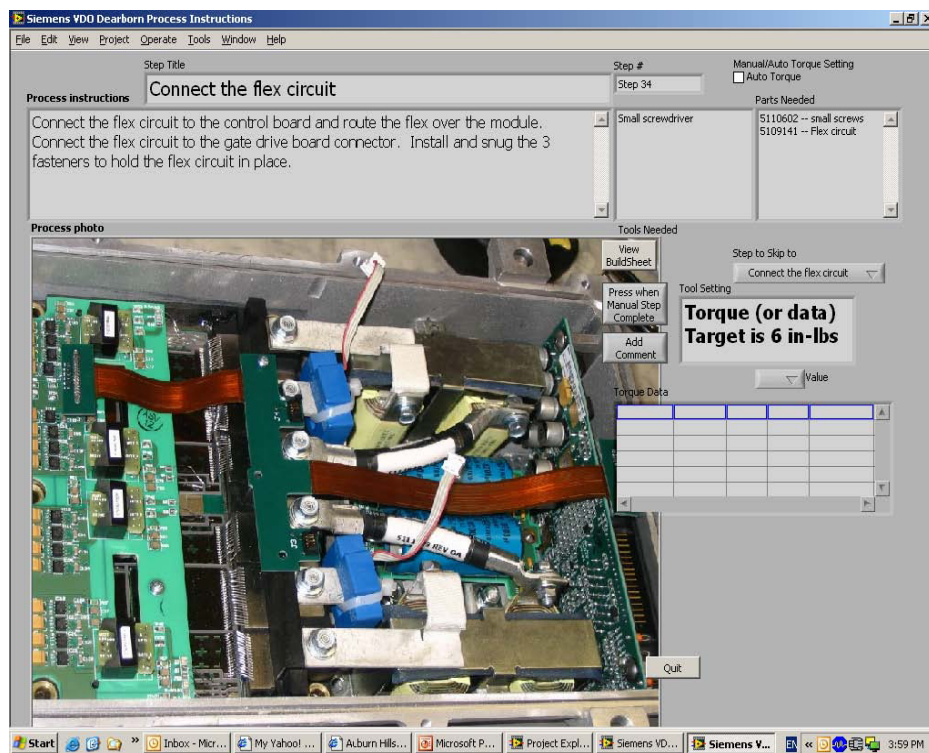 Siemens VDO Dearborn Process Instructions
File Edit View Project Operate Tools Window Help
Step Title
Connect the flex circuit
Step #
Step 34
Manual/Auto Torque Setting
Auto Torque
Process instructions
Connect the flex circuit to the control board and route the flex over the module.
Connect the flex circuit to the gate drive board connector. Install and snug the 3
fasteners to hold the flex circuit in place.
Small screwdriver
Parts Needed
5110602 -- small screws
5109141 -- Flex circuit
Process photo
Tools Needed
View
BuildSheet
Press when
Manual Step
Complete
Add
Comment
Step to Skip to
Connect the flex circuit
Tool Setting
Torque (or data)
Target is 6 in-lbs
Value
Torque Data
Quit
Start
»
Inbox - Micr...
My Yahoo! ...
Auburn Hills...
Microsoft P...
Project Expl...
Siemens VD...
Siemens V...
EN
«
3:59 PM